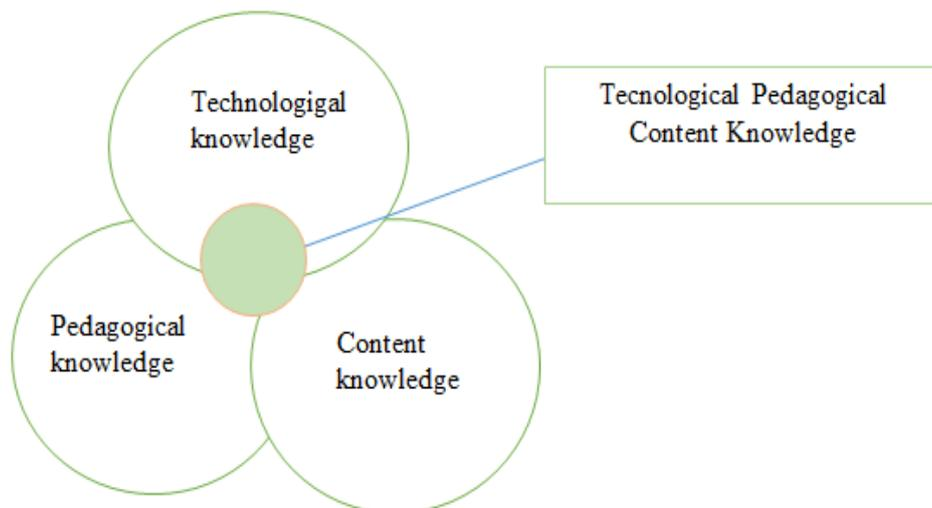 Technologigal
knowledge
Tecnological Pedagogical
Content Knowledge
Pedagogical
knowledge
Content
knowledge